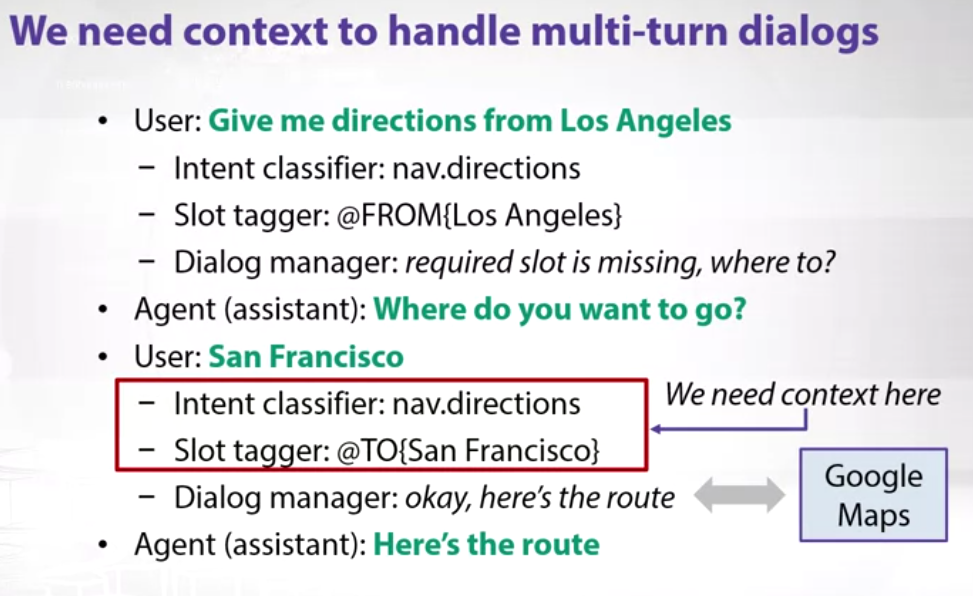 We need context to handle multi-turn dialogs
• User: Give me directions from Los Angeles
– Intent classifier: nav.directions
– Slot tagger: @FROM{Los Angeles}
– Dialog manager: required slot is missing, where to?
• Agent (assistant): Where do you want to go?
• User: San Francisco
– Intent classifier: nav.directions
We need context here
– Slot tagger: @TO{San Francisco}
– Dialog manager: okay, here’s the route
Google
Maps
• Agent (assistant): Here’s the route